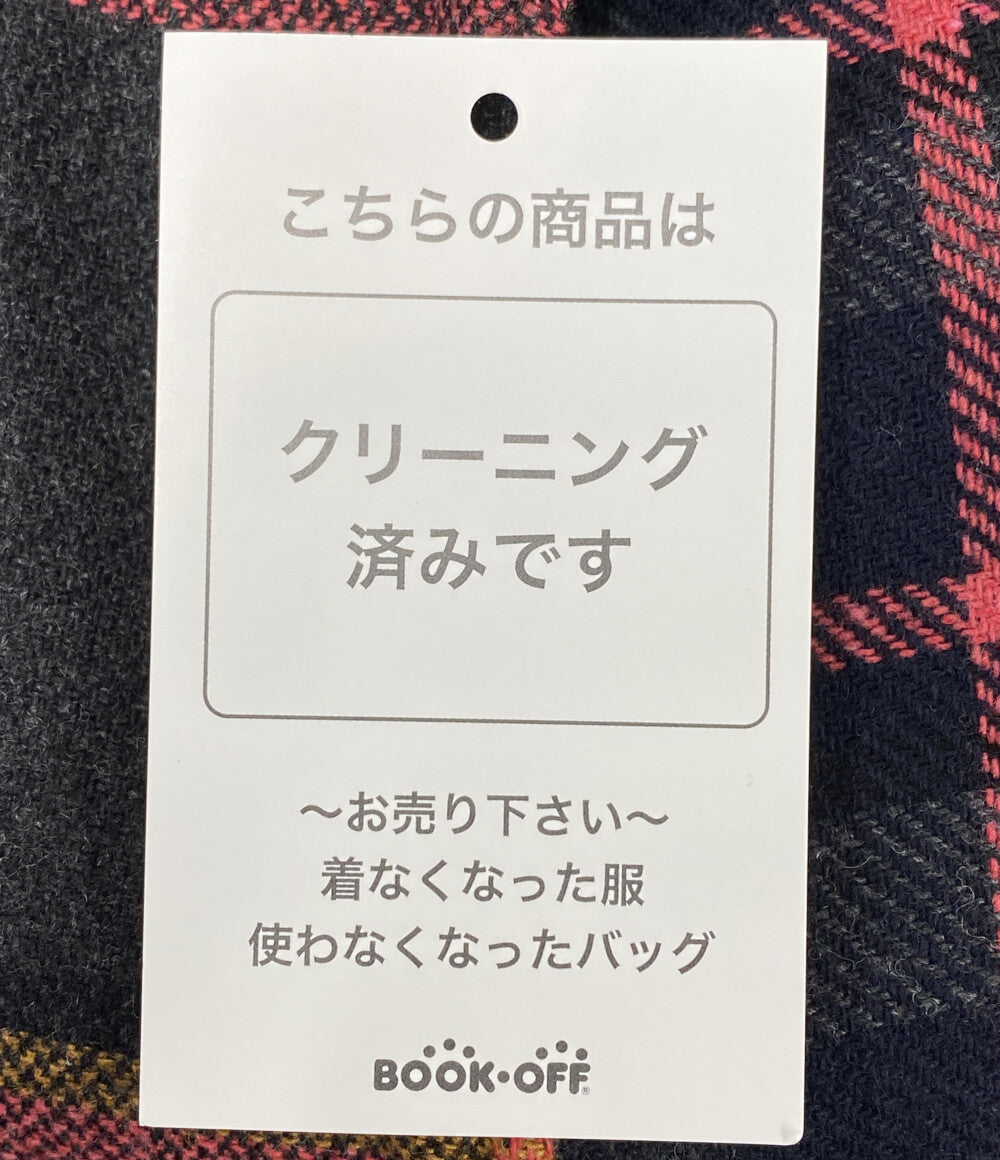 こちらの商品は
クリーニング
済みです
～お売り下さい～
着なくなった服
使わなくなったバッグ
BOOK・OFF®